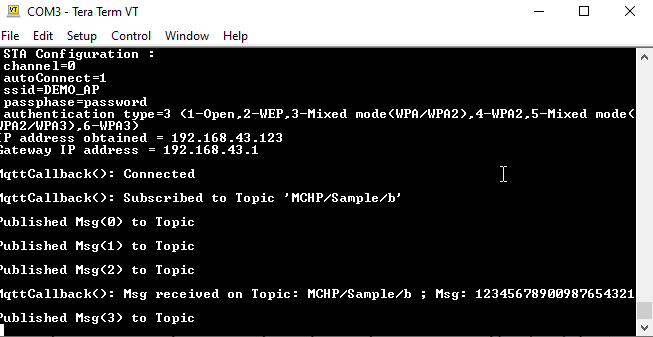 COM3 - Tera Term VT
File Edit Setup Control Window Help
STA Configuration :
channel=0
autoConnect=1
ssid=DEMO_AP
passphase=password
authentication type=3 (1-Open,2-WEP,3-Mixed mode(WPA/WPA2),4-WPA2,5-Mixed mode(
WPA2/WPA3),6-WPA3)
IP address obtained = 192.168.43.123
Gateway IP address = 192.168.43.1
MqttCallback(): Connected
MqttCallback(): Subscribed to Topic 'MCHP/Sample/b'
Published Msg(0) to Topic
Published Msg(1) to Topic
Published Msg(2) to Topic
MqttCallback(): Msg received on Topic: MCHP/Sample/b ; Msg: 12345678900987654321
Published Msg(3) to Topic